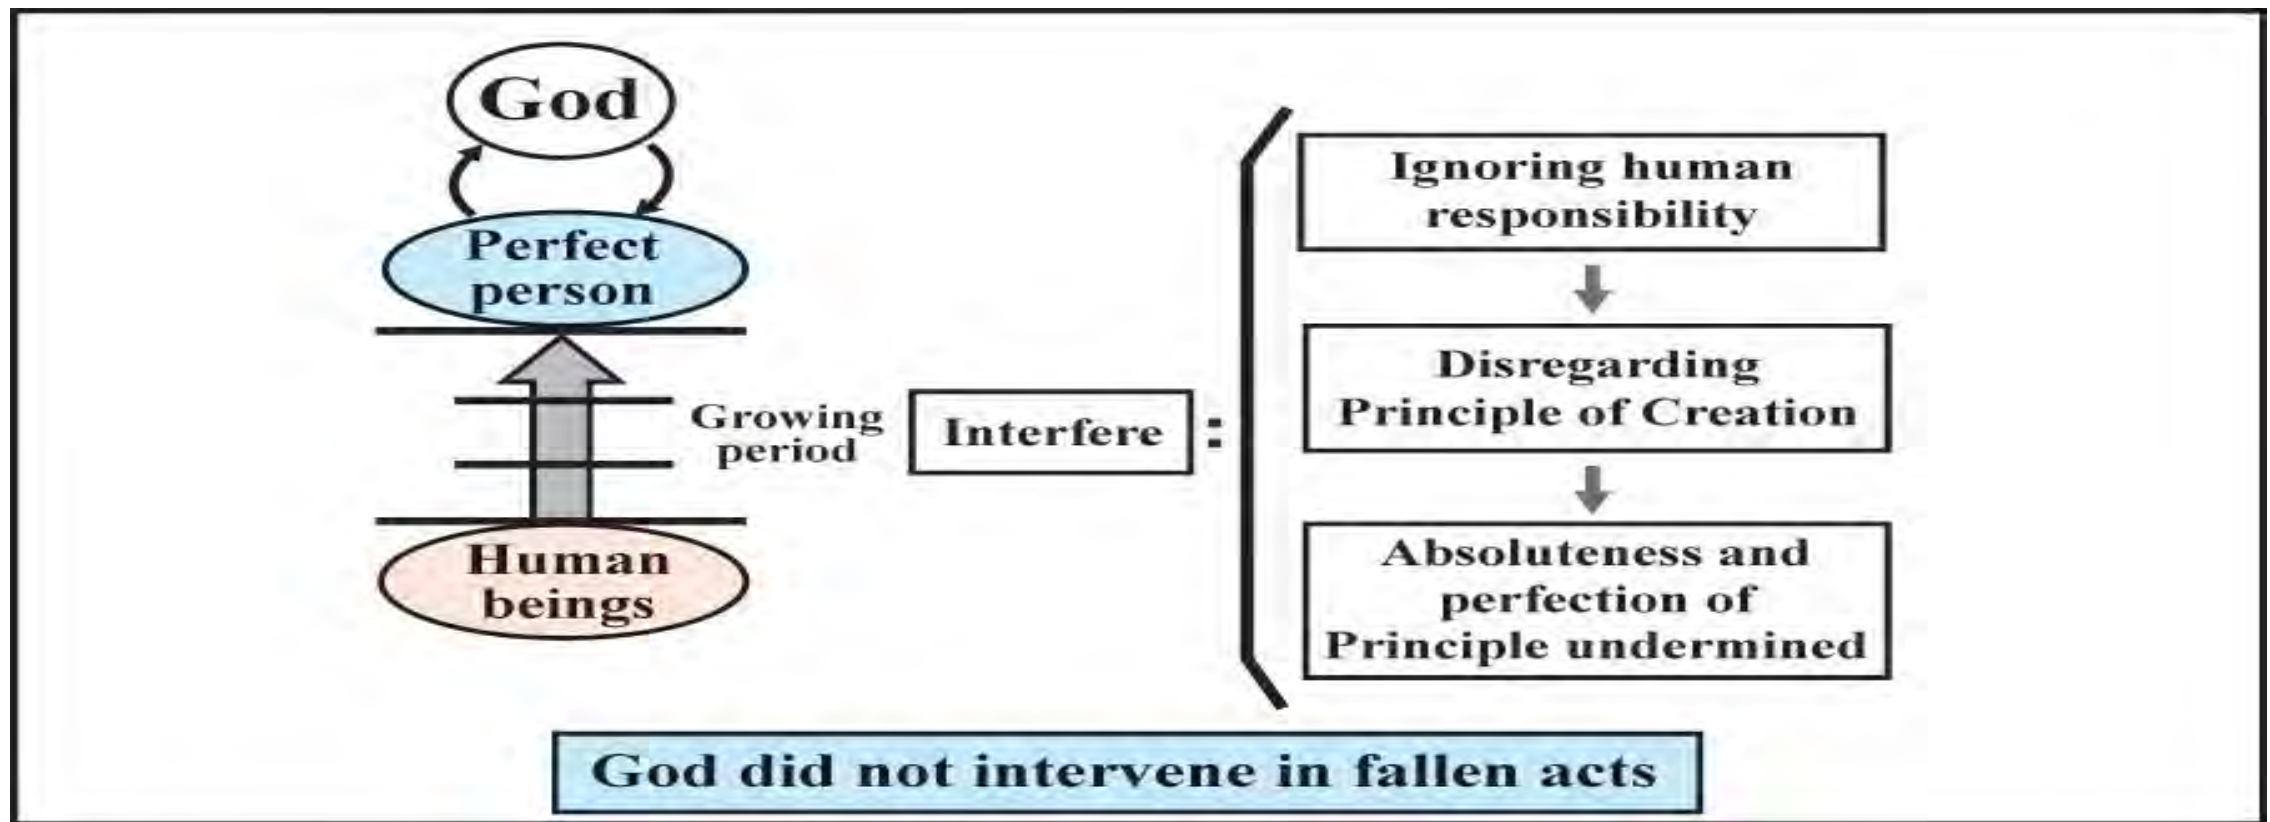 God
Perfect
person
Growing
period
Human
beings
Interfere :
Ignoring human
responsibility
Disregarding
Principle of Creation
Absoluteness and
perfection of
Principle undermined
God did not intervene in fallen acts